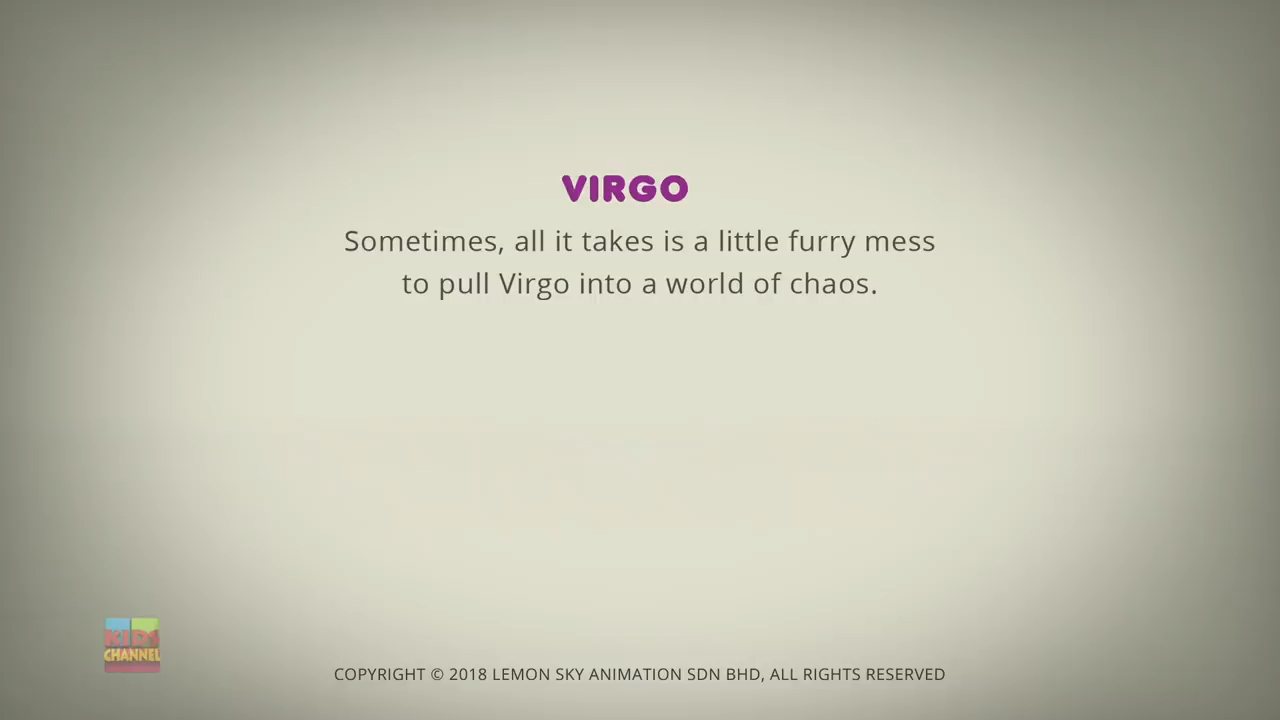 VIRGO
Sometimes, all it takes is a little furry mess
to pull Virgo into a world of chaos.
KIDS
CHANNEL
COPYRIGHT © 2018 LEMON SKY ANIMATION SDN BHD, ALL RIGHTS RESERVED